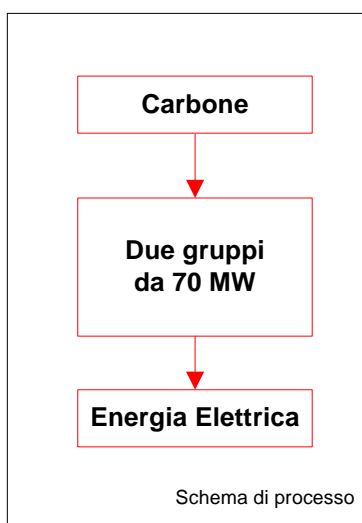 Carbone
Due gruppi
da 70 MW
Energia Elettrica
Schema di processo